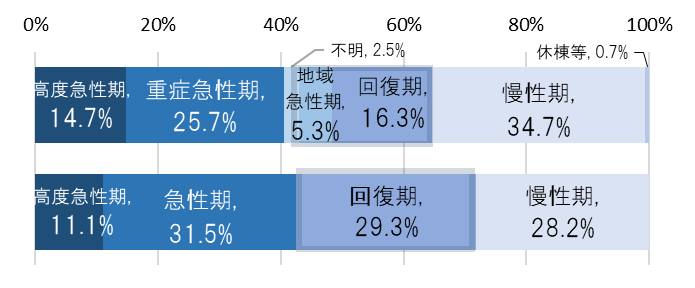 0% 20% 40% 60% 80% 100%
不明, 2.5% 休棟等, 0.7%
高度急性期,
14.7%
重症急性期,
25.7%
地域
急性期,
5.3%
回復期,
16.3%
慢性期,
34.7%
高度急性期,
11.1%
急性期,
31.5%
回復期,
29.3%
慢性期,
28.2%